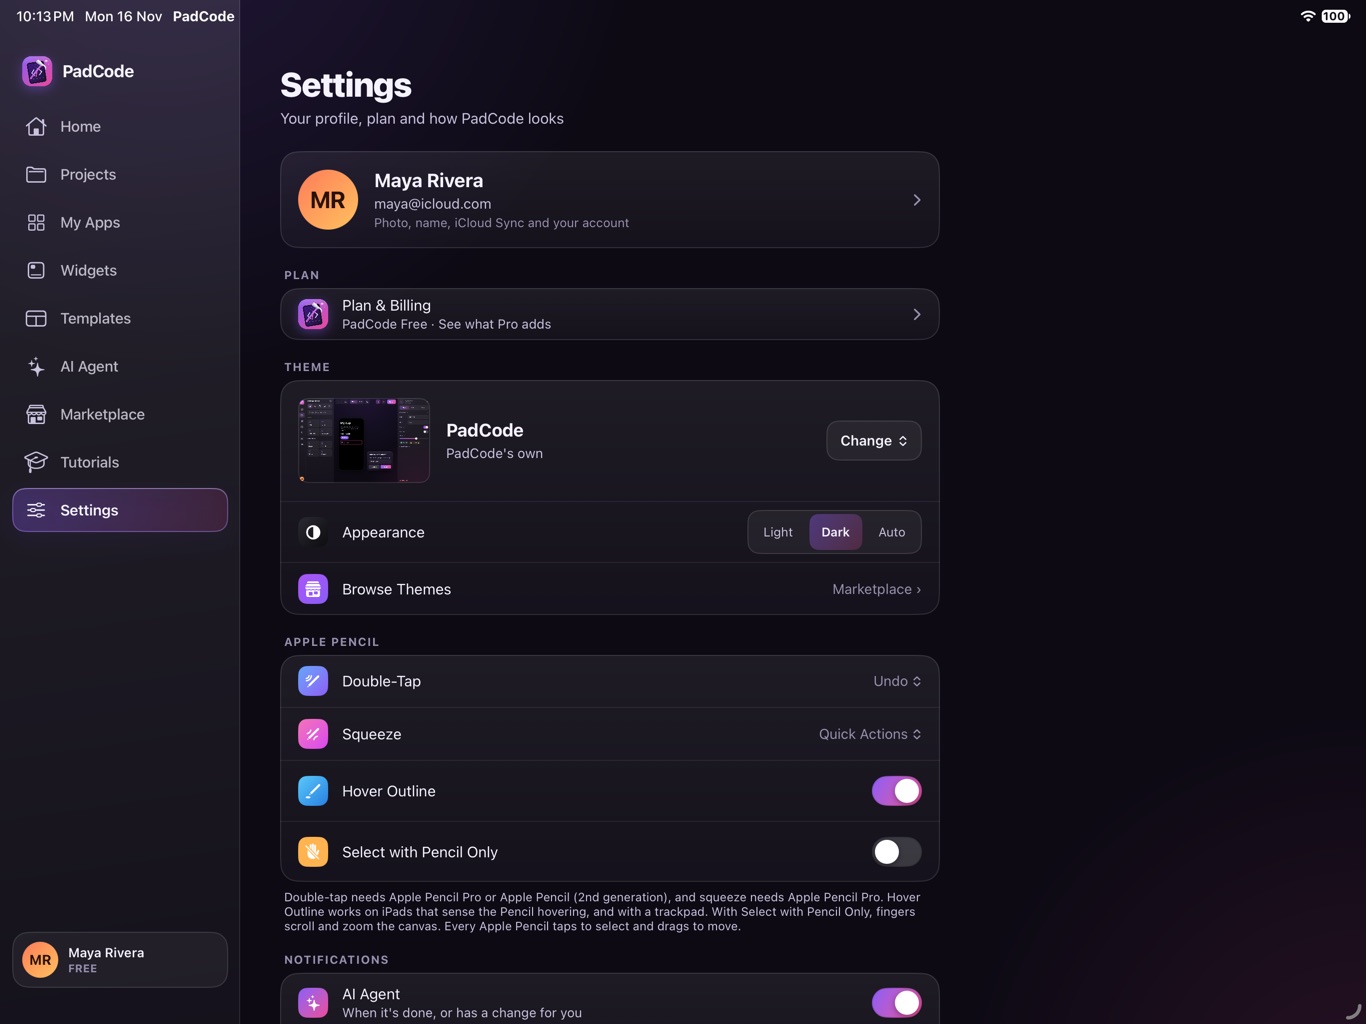 10:13 PM Mon 16 Nov PadCode
100
PadCode
Home
Projects
My Apps
Widgets
Templates
AI Agent
Marketplace
Tutorials
Settings
MR
Maya Rivera
FREE
Settings
Your profile, plan and how PadCode looks
MR
Maya Rivera
maya@icloud.com
Photo, name, iCloud Sync and your account
PLAN
Plan & Billing
PadCode Free · See what Pro adds
THEME
PadCode
PadCode's own
Change
Appearance
Light
Dark
Auto
Browse Themes
Marketplace ›
APPLE PENCIL
Double-Tap
Undo
Squeeze
Quick Actions
Hover Outline
Select with Pencil Only
Double-tap needs Apple Pencil Pro or Apple Pencil (2nd generation), and squeeze needs Apple Pencil Pro. Hover
Outline works on iPads that sense the Pencil hovering, and with a trackpad. With Select with Pencil Only, fingers
scroll and zoom the canvas. Every Apple Pencil taps to select and drags to move.
NOTIFICATIONS
AI Agent
When it's done, or has a change for you